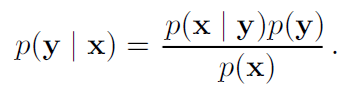 p(y | x) = p(x | y)p(y) / p(x) .